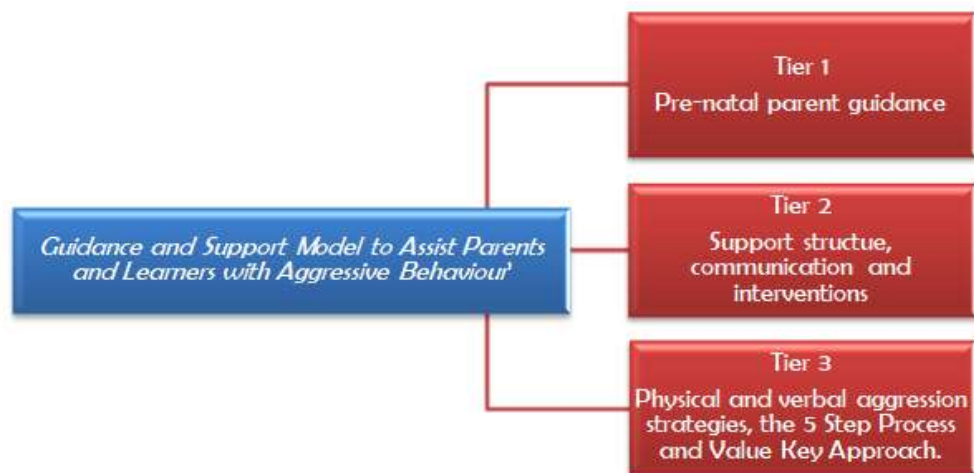 Guidance and Support Model to Assist Parents
and Learners with Aggressive Behaviour'
Tier 1
Pre-natal parent guidance
Tier 2
Support structue,
communication and
interventions
Tier 3
Physical and verbal aggression
strategies, the 5 Step Process
and Value Key Approach.